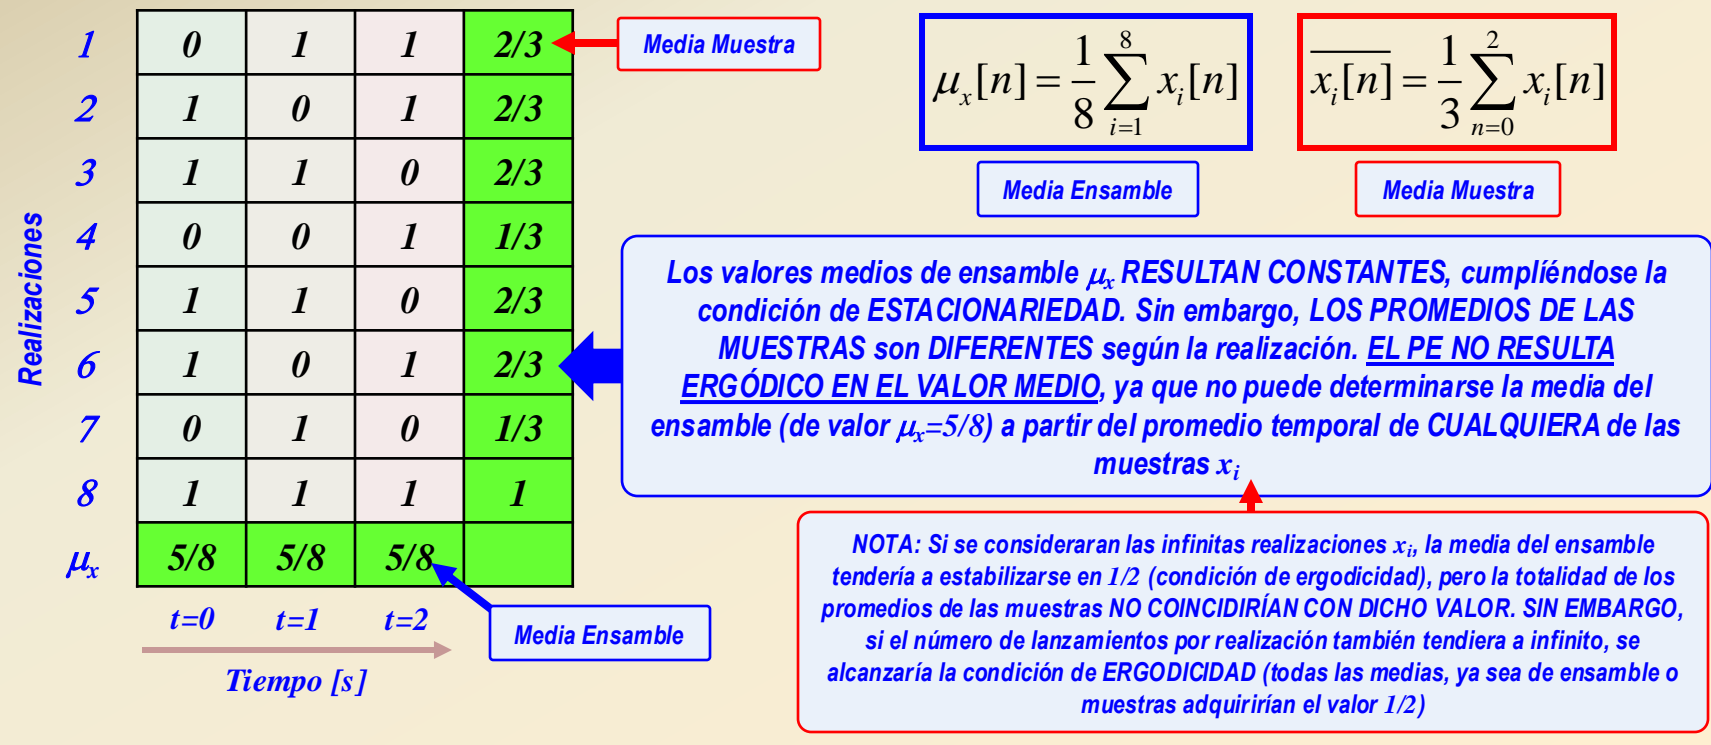 Realizaciones
1 0 1 1 2/3
2 1 0 1 2/3
3 1 1 0 2/3
4 0 0 1 1/3
5 1 1 0 2/3
6 1 0 1 2/3
7 0 1 0 1/3
8 1 1 1 1
μx 5/8 5/8 5/8
t=0 t=1 t=2
Tiempo [s]
Media Muestra
Media Ensamble
μx[n] = 1/8 ∑_{i=1}^{8} xi[n]
Media Ensamble
\overline{xi[n]} = 1/3 ∑_{n=0}^{2} xi[n]
Media Muestra
Los valores medios de ensamble μx RESULTAN CONSTANTES, cumplíéndose la
condición de ESTACIONARIEDAD. Sin embargo, LOS PROMEDIOS DE LAS
MUESTRAS son DIFERENTES según la realización. EL PE NO RESULTA
ERGÓDICO EN EL VALOR MEDIO, ya que no puede determinarse la media del
ensamble (de valor μx=5/8) a partir del promedio temporal de CUALQUIERA de las
muestras xi
NOTA: Si se consideraran las infinitas realizaciones xi, la media del ensamble
tendería a estabilizarse en 1/2 (condición de ergodicidad), pero la totalidad de los
promedios de las muestras NO COINCIDIRÍAN CON DICHO VALOR. SIN EMBARGO,
si el número de lanzamientos por realización también tendiera a infinito, se
alcanzaría la condición de ERGODICIDAD (todas las medias, ya sea de ensamble o
muestras adquirirían el valor 1/2)